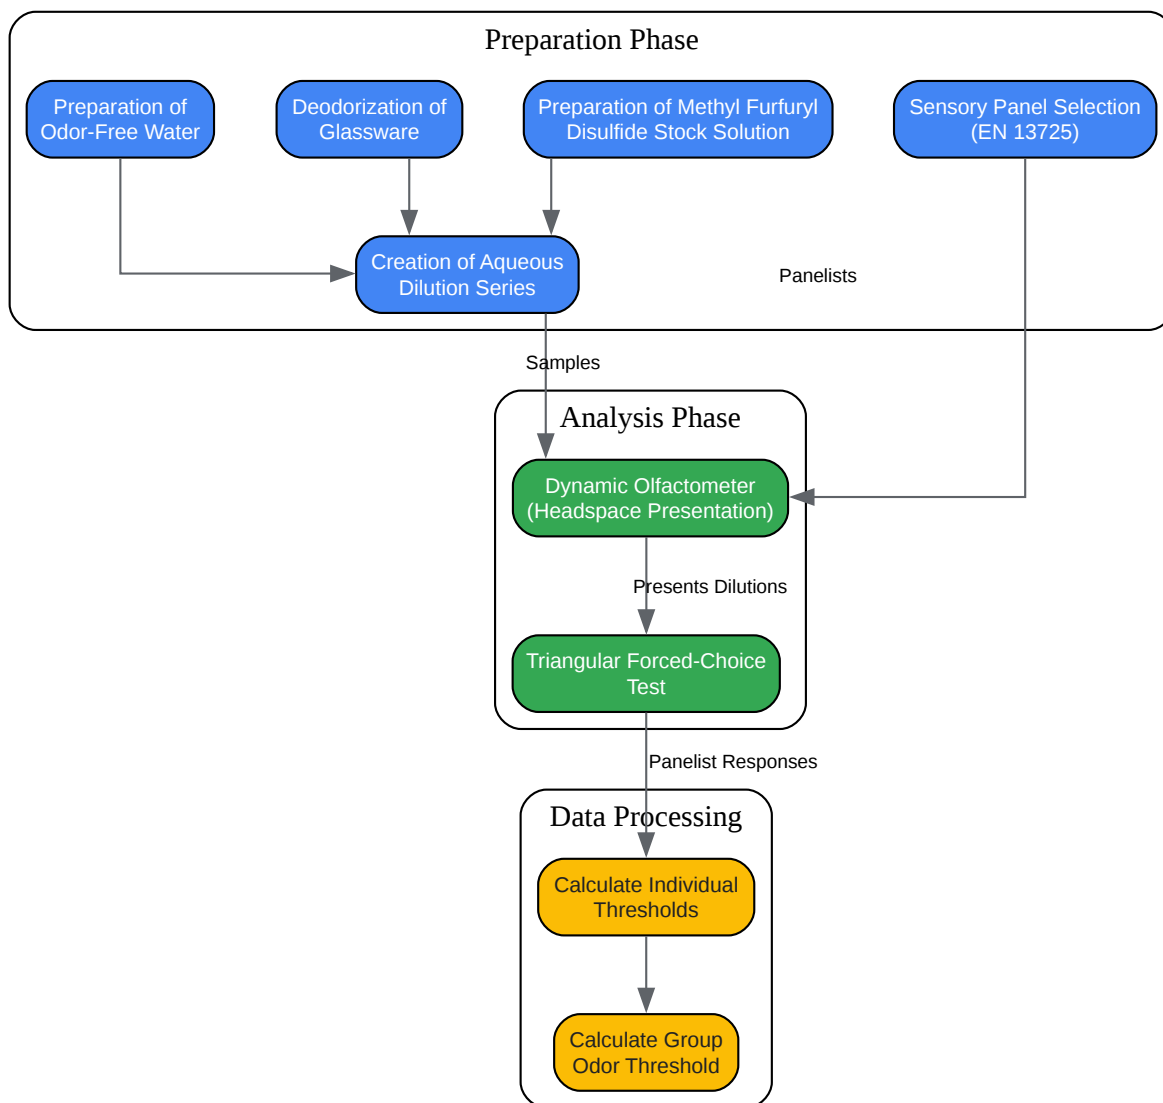 Preparation Phase
Preparation of
Odor-Free Water
Deodorization of
Glassware
Preparation of Methyl Furfuryl
Disulfide Stock Solution
Sensory Panel Selection
(EN 13725)
Creation of Aqueous
Dilution Series
Panelists
Samples
Analysis Phase
Dynamic Olfactometer
(Headspace Presentation)
Presents Dilutions
Triangular Forced-Choice
Test
Panelist Responses
Data Processing
Calculate Individual
Thresholds
Calculate Group
Odor Threshold